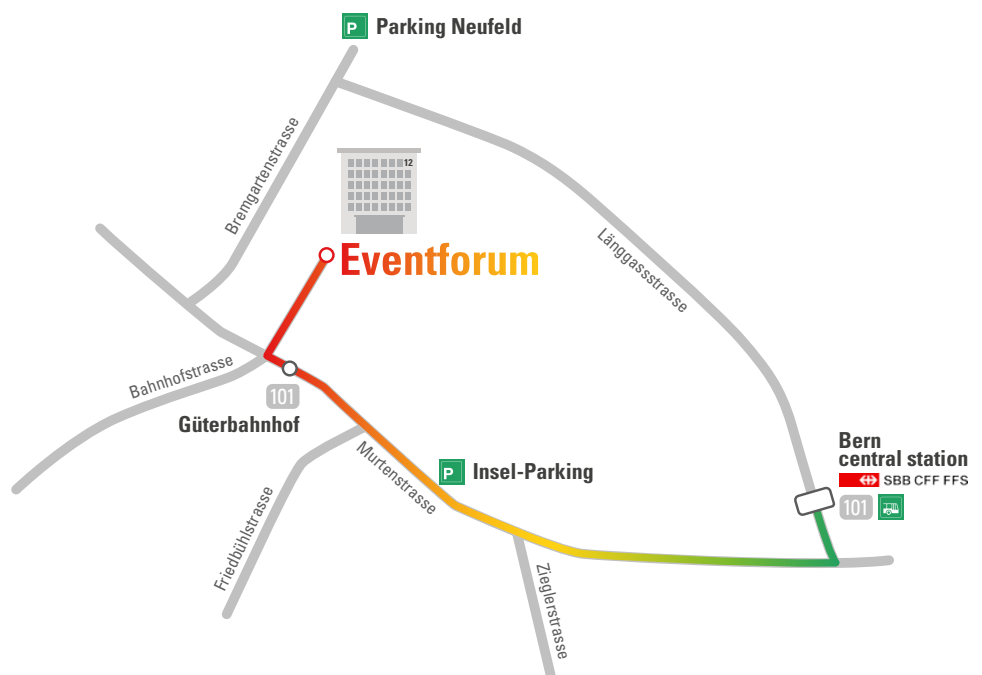 P Parking Neufeld
Bremgartenstrasse
12
Eventforum
Länggassstrasse
Bahnhofstrasse
101
Güterbahnhof
Murtenstrasse
P Insel-Parking
Bern
central station
SBB CFF FFS
101
Friedbühlstrasse
Zieglerstrasse